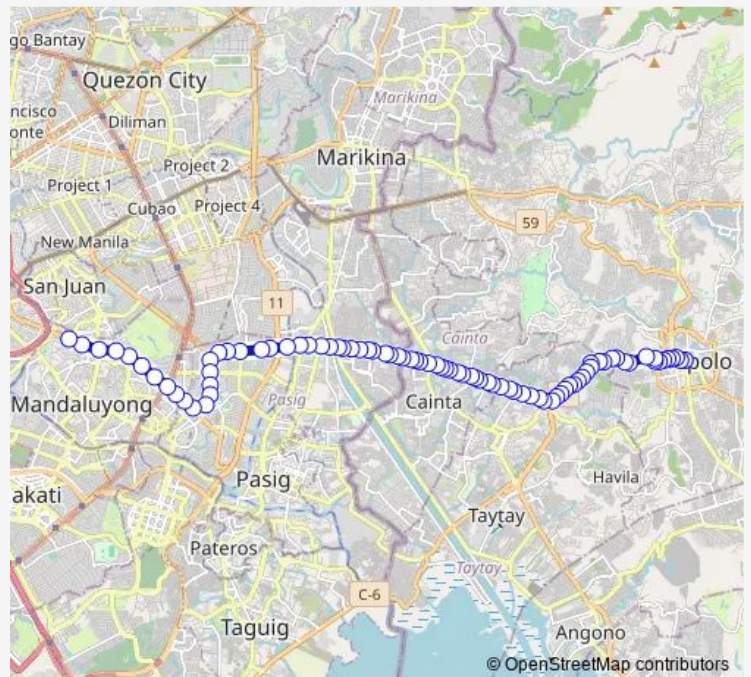 go Bantay
Quezon City
Marikina
ncisco
onte
Diliman
Project 2
Marikina
Project 1
Cubao
Project 4
59
New Manila
San Juan
11
Cainta
polo
Mandaluyong
Pasig
Cainta
Pasig
Havila
akati
Taytay
Pateros
Taytay
C-6
Taguig
Angono
© OpenStreetMap contributors